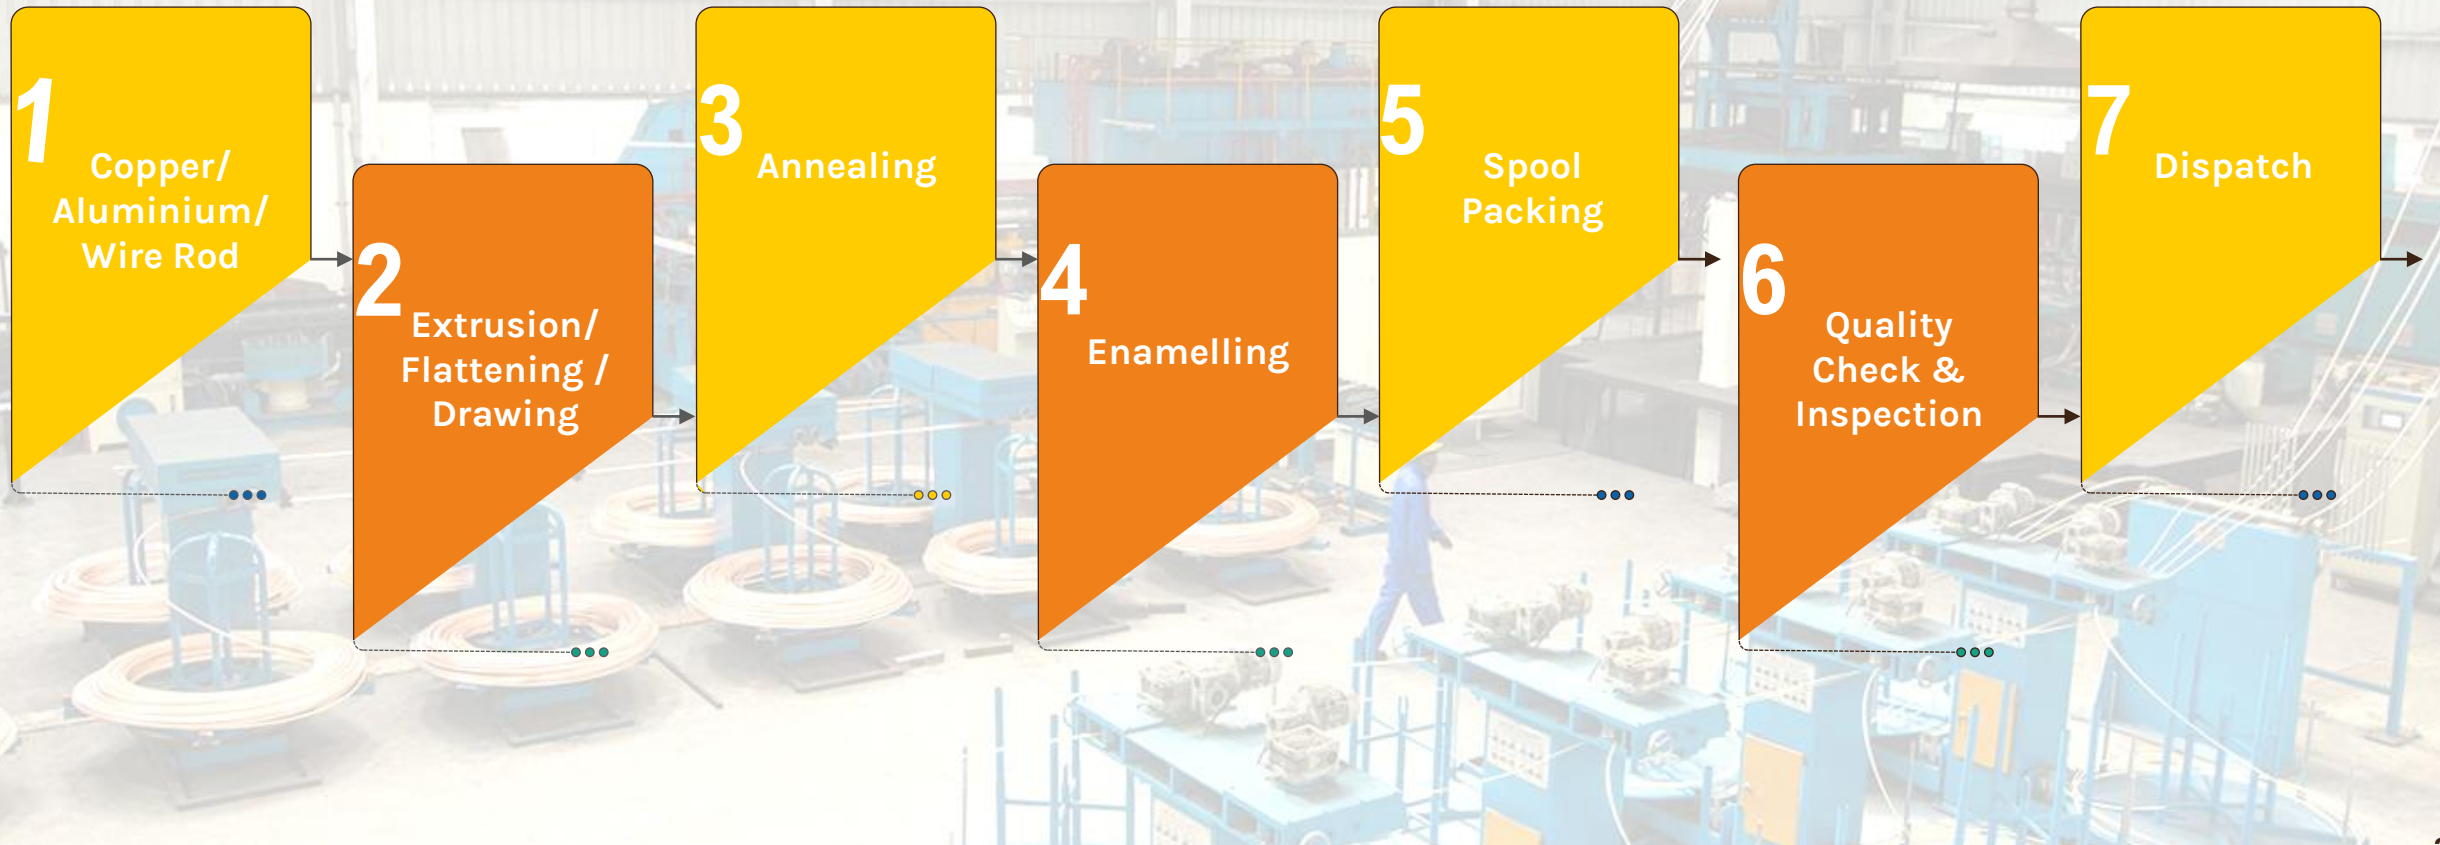 1
Copper/
Aluminium/
Wire Rod
2
Extrusion/
Flattening /
Drawing
3
Annealing
4
Enamelling
5
Spool
Packing
6
Quality
Check &
Inspection
7
Dispatch